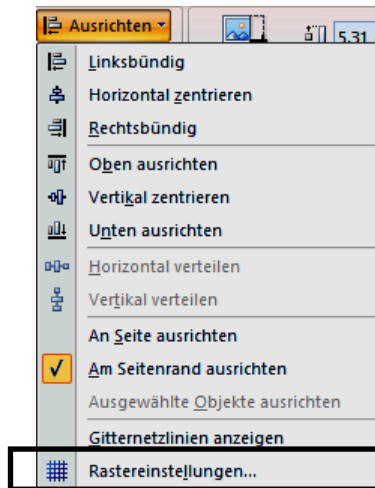 Ausrichten
5.31
Linksbündig
Horizontal zentrieren
Rechtsbündig
Oben ausrichten
Vertikal zentrieren
Unten ausrichten
Horizontal verteilen
Vertikal verteilen
An Seite ausrichten
Am Seitenrand ausrichten
Ausgewählte Objekte ausrichten
Gitternetzlinien anzeigen
Rastereinstellungen...